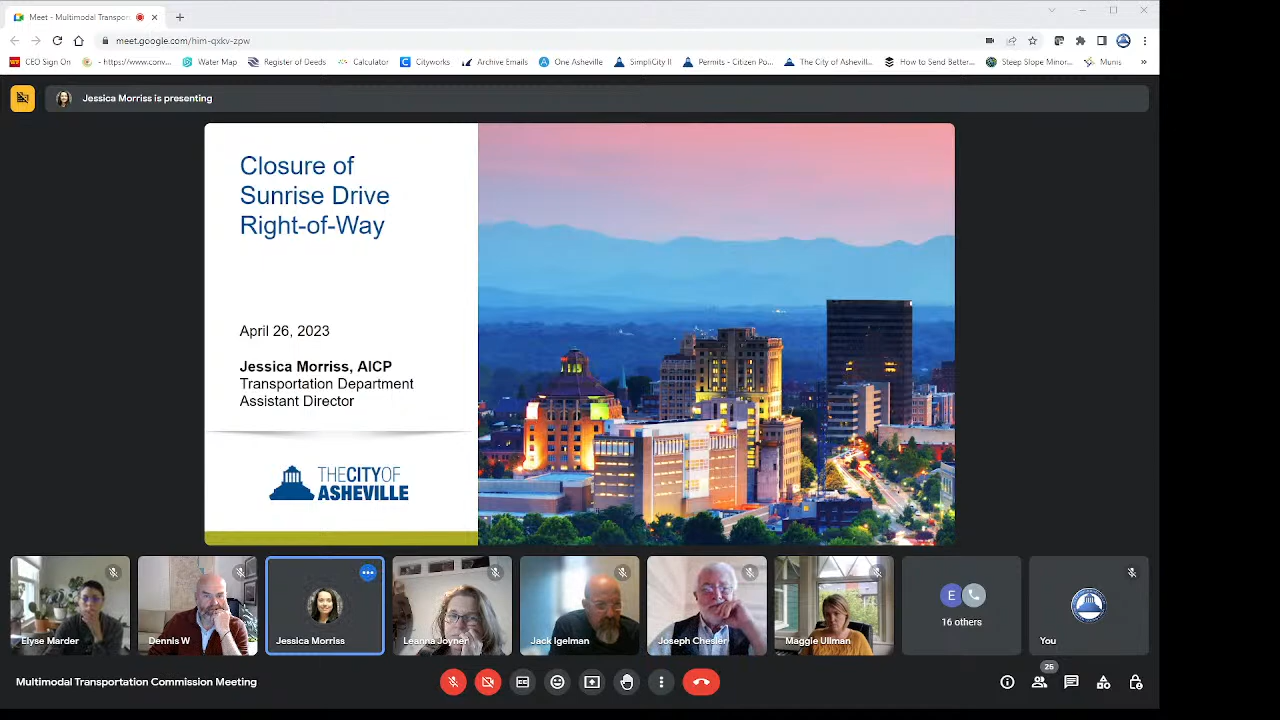 Meet - Multimodal Transpor
meet.google.com/him-qxkv-zpw
CEO Sign On
- https://www.conv...
Water Map
Register of Deeds
Calculator
Cityworks
Archive Emails
One Asheville
SimpliCity II
Permits - Citizen Po...
The City of Ashevill...
How to Send Better...
Steep Slope Minor...
Munis
»
Jessica Morriss is presenting
Closure of
Sunrise Drive
Right-of-Way
April 26, 2023
Jessica Morriss, AICP
Transportation Department
Assistant Director
THE CITY OF
ASHEVILLE
Elyse Marder
Dennis W
Jessica Morriss
Leanna Joyner
Jack Igelman
Joseph Chesler
Maggie Ullman
E
16 others
You
Multimodal Transportation Commission Meeting
25